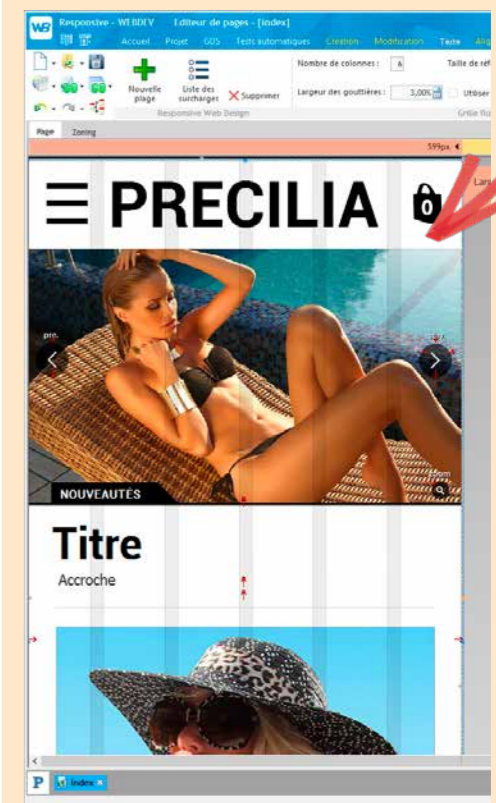 WB Responsive - WEBDEV Editeur de pages - [index]
Accueil Projet GDS Tests automatiques Création Modification Texte
Nouvelle plage
Liste des surcharges
Supprimer
Nombre de colonnes : 6
Largeur des gouttières : 3,00%
Utiliser
Responsive Web Design
Page Zoning
599px
PRECILIA
0
NOUVEAUTÉS
Titre
Accroche
P index